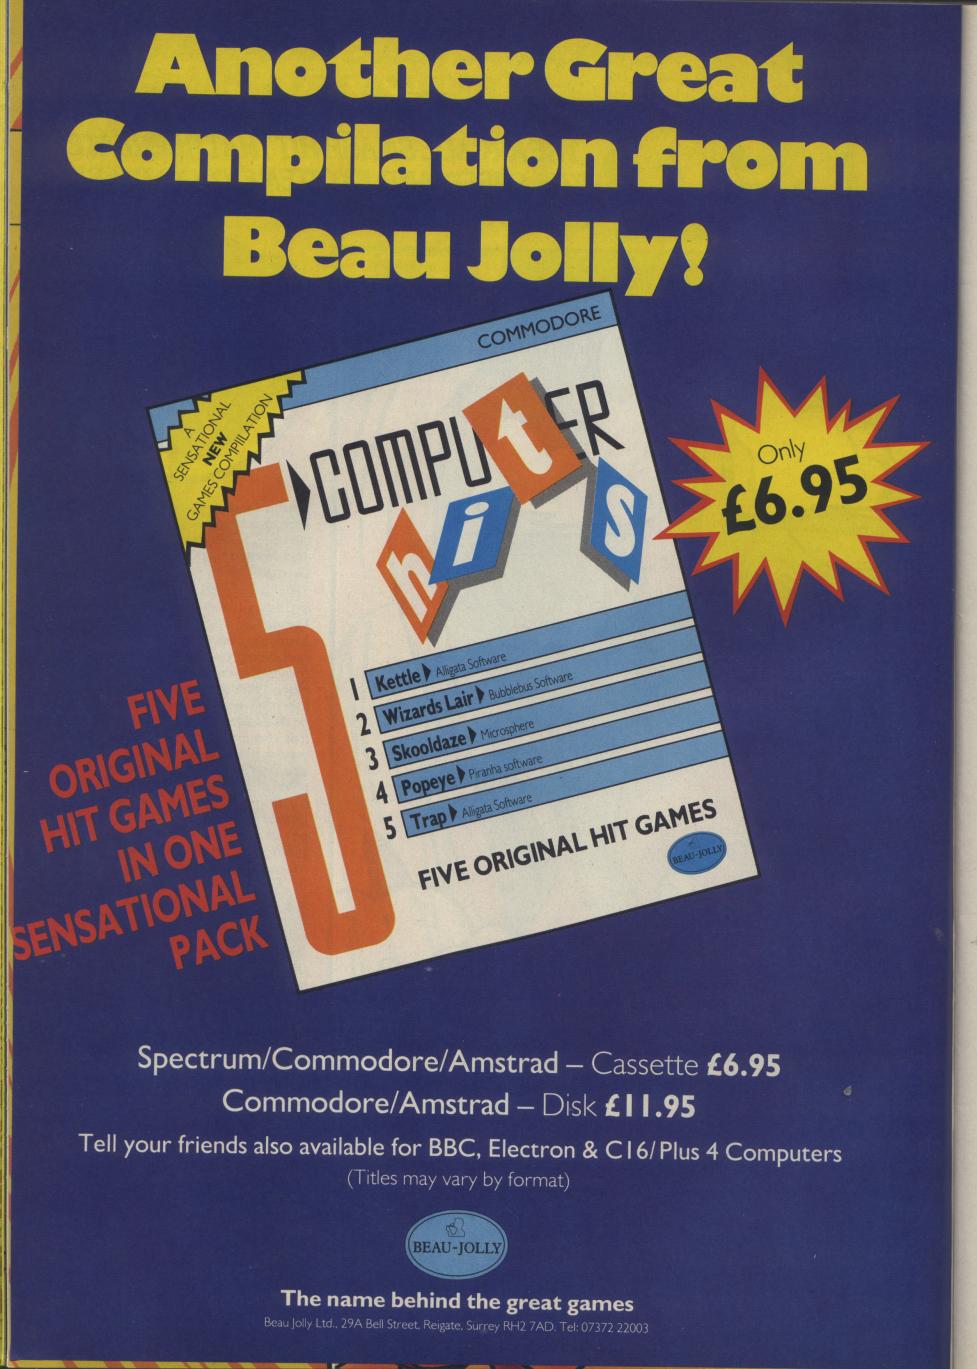 Another Great
Compilation from
Beau Jolly!
COMMODORE
A
SENSATIONAL
NEW
GAMES COMPIILATION
5 COMPUTER
hits
Only
£6.95
1 Kettle Alligata Software
2 Wizards Lair Bubblebus Software
3 Skooldaze Microsphere
4 Popeye Piranha software
5 Trap Alligata Software
FIVE ORIGINAL HIT GAMES
BEAU-JOLLY
FIVE
ORIGINAL
HIT GAMES
IN ONE
SENSATIONAL
PACK
Spectrum/Commodore/Amstrad – Cassette £6.95
Commodore/Amstrad – Disk £11.95
Tell your friends also available for BBC, Electron & C16/Plus 4 Computers
(Titles may vary by format)
BEAU-JOLLY
The name behind the great games
Beau Jolly Ltd., 29A Bell Street, Reigate, Surrey RH2 7AD. Tel: 07372 22003